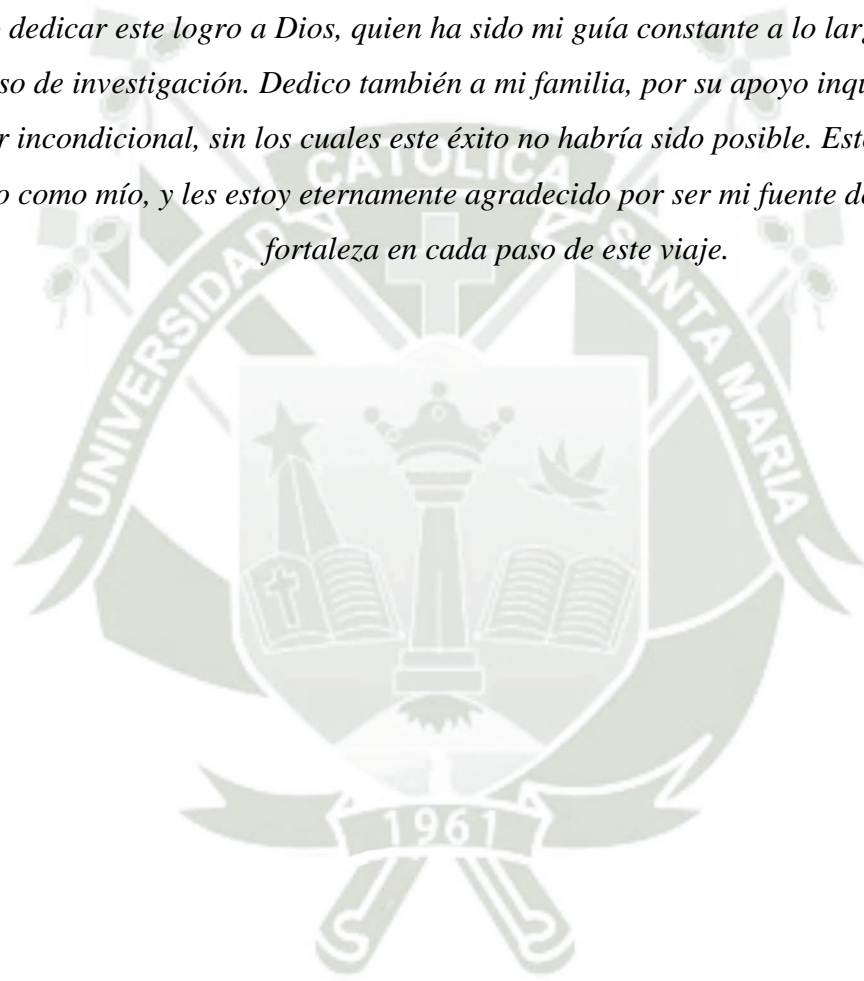 dedicar este logro a Dios, quien ha sido mi guía constante a lo
de investigación. Dedico también a mi familia, por su apoyo
incondicional, sin los cuales este éxito no habría sido posible.
como mío, y les estoy eternamente agradecido por ser mi fuente
fortaleza en cada paso de este viaje.
UNIVERSIDAD CATOLICA SANTA MARIA
1961